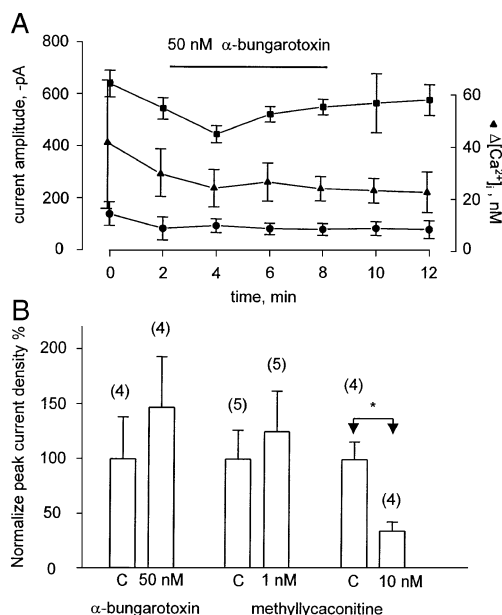 A
50 nM α-bungarotoxin
current amplitude, -pA
800
600
400
200
0
60
40
20
0
▲ Δ[Ca²⁺]i, nM
0 2 4 6 8 10 12
time, min
B
Normalize peak current density %
200
150
100
50
0
(4)
(4)
(5)
(5)
(4)
*
(4)
C 50 nM C 1 nM C 10 nM
α-bungarotoxin methyllycaconitine